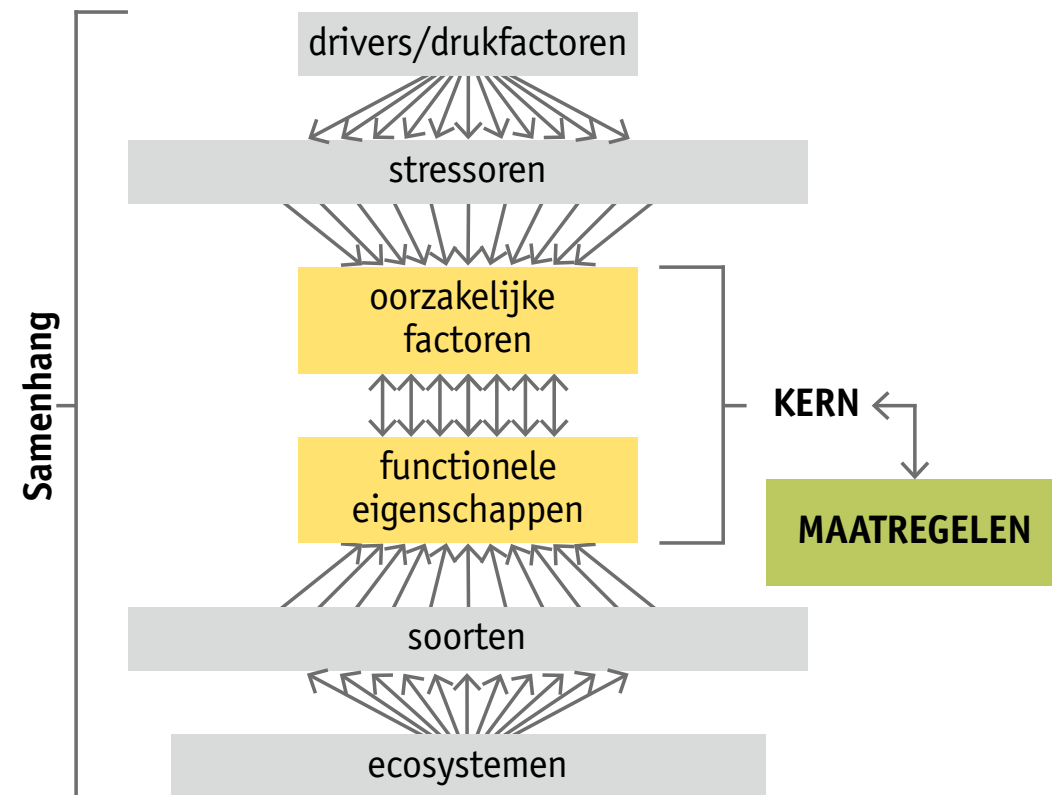 drivers/drukfactoren
stressoren
oorzakelijke
factoren
functionele
eigenschappen
soorten
ecosystemen
Samenhang
KERN
MAATREGELEN